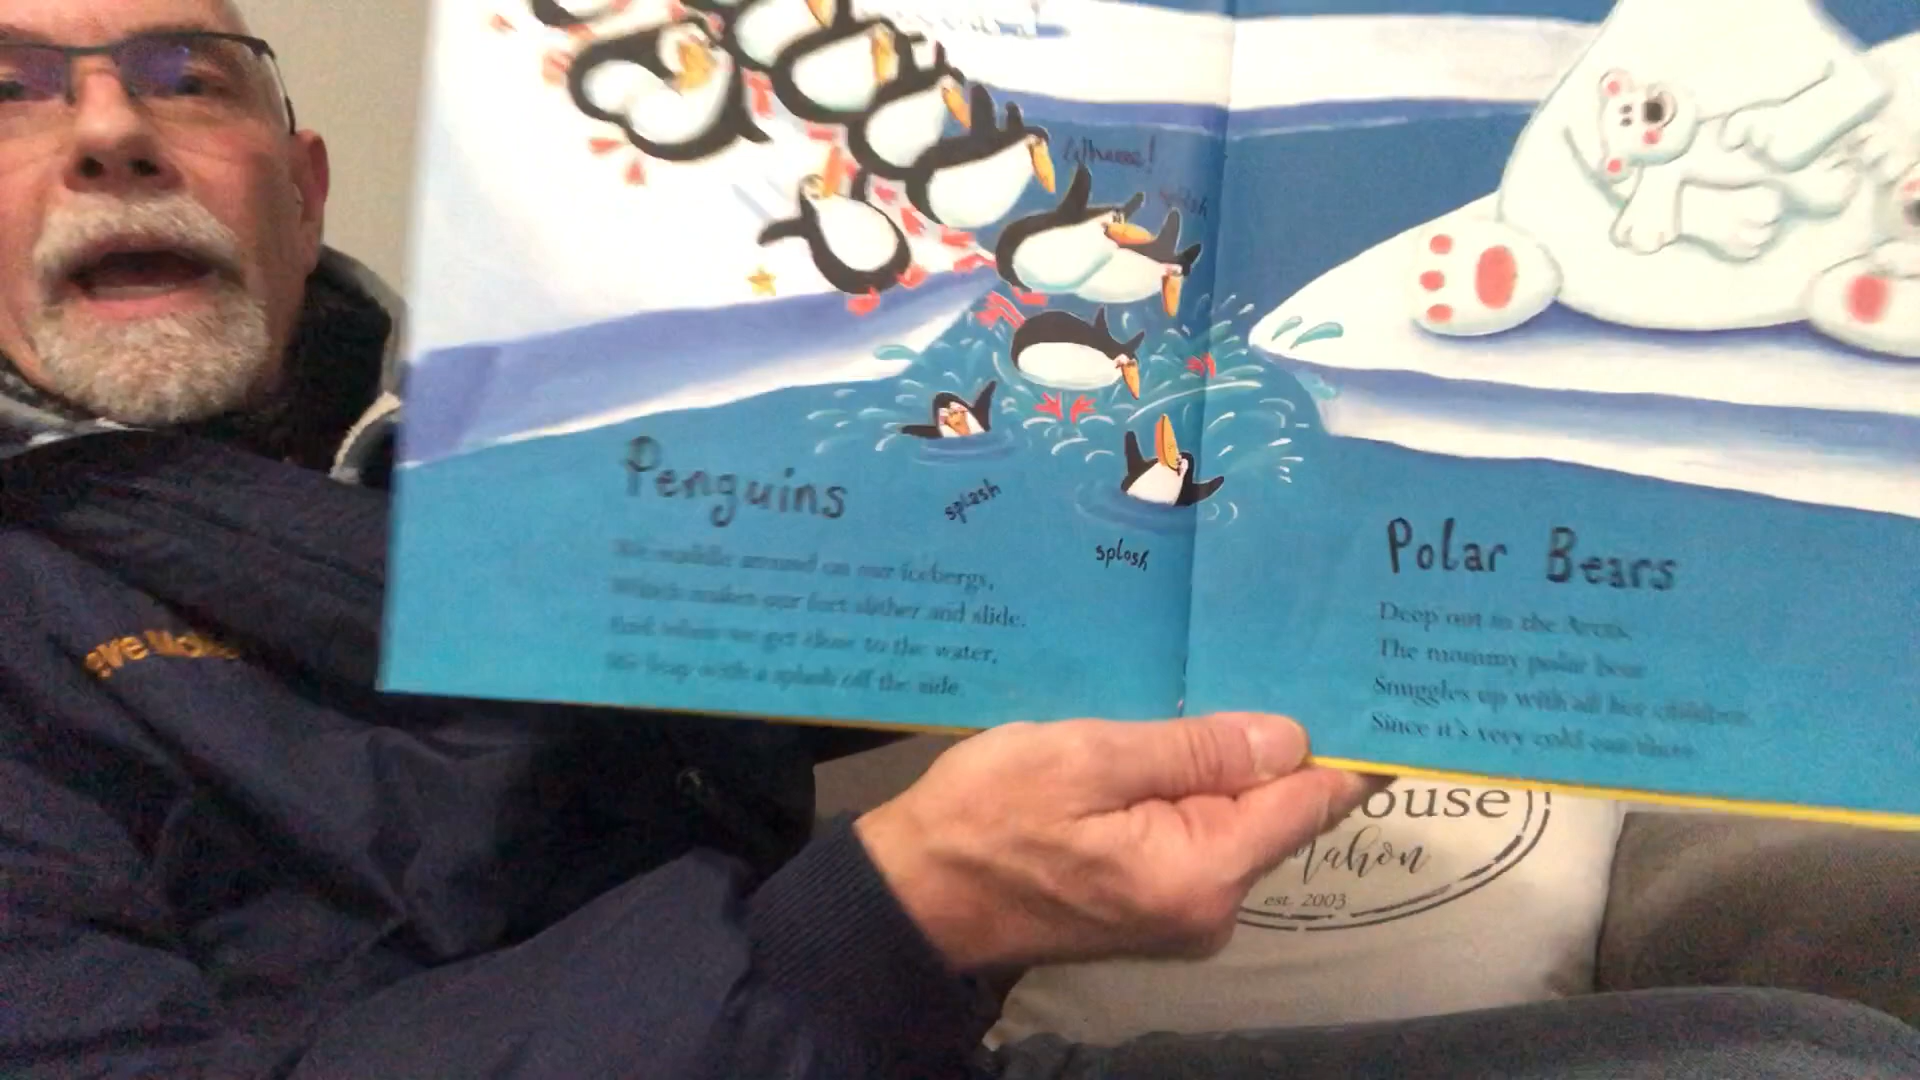 Wheee!
splash
Penguins
splash
splosh
We waddle around on our icebergs,
Which makes our feet slither and slide.
And when we get close to the water,
We leap with a splash off the side.
Polar Bears
Deep out in the Arctic
The mommy polar bear
Snuggles up with all her children
Since it's very cold out there.
ouse
Mahon
est. 2003
eve